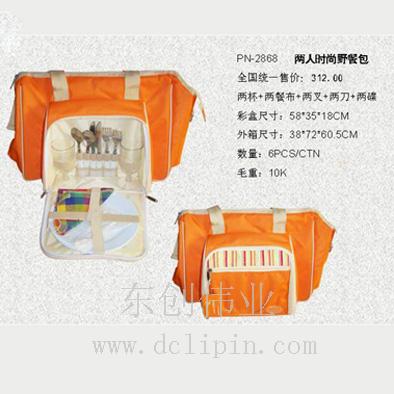 PN-2868 两人时尚野餐包
全国统一售价: 312.00
两杯+两餐布+两叉+两刀+两碟
彩盒尺寸: 58*35*18CM
外箱尺寸: 38*72*60.5CM
数量: 6PCS/CTN
毛重: 10K
东创伟业
www.dclipin.com